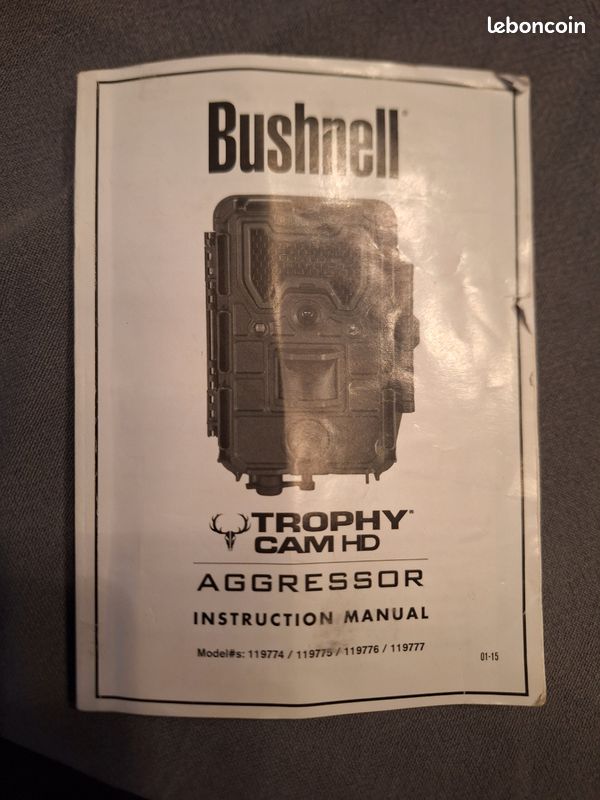 leboncoin
Bushnell®
TROPHY®
CAM HD
AGGRESSOR
INSTRUCTION MANUAL
Model#s: 119774 / 119775 / 119776 / 119777
01-15